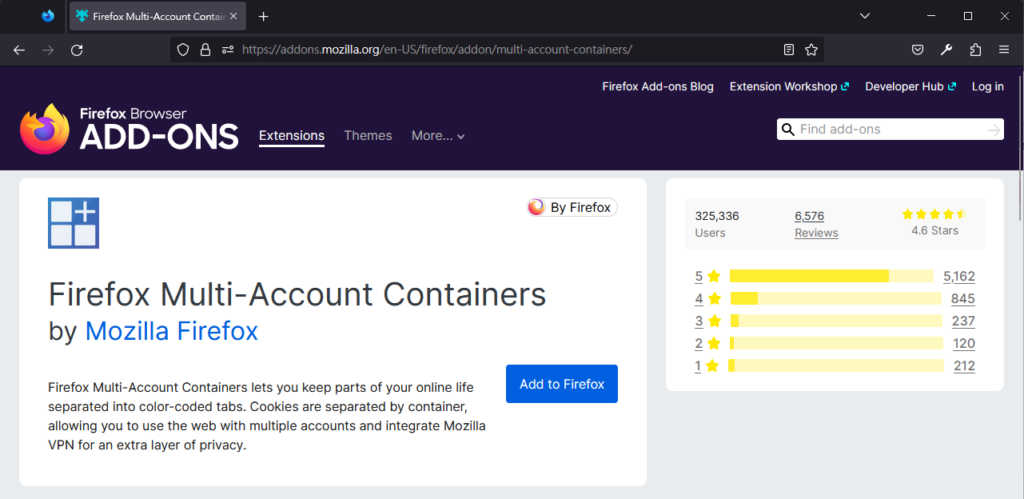 Firefox Multi-Account Contain
https://addons.mozilla.org/en-US/firefox/addon/multi-account-containers/
Firefox Add-ons Blog
Extension Workshop
Developer Hub
Log in
Firefox Browser
ADD-ONS
Extensions
Themes
More...
Find add-ons
By Firefox
Firefox Multi-Account Containers
by Mozilla Firefox
Firefox Multi-Account Containers lets you keep parts of your online life
separated into color-coded tabs. Cookies are separated by container,
allowing you to use the web with multiple accounts and integrate Mozilla
VPN for an extra layer of privacy.
Add to Firefox
325,336
Users
6,576
Reviews
4.6 Stars
5 5,162
4 845
3 237
2 120
1 212